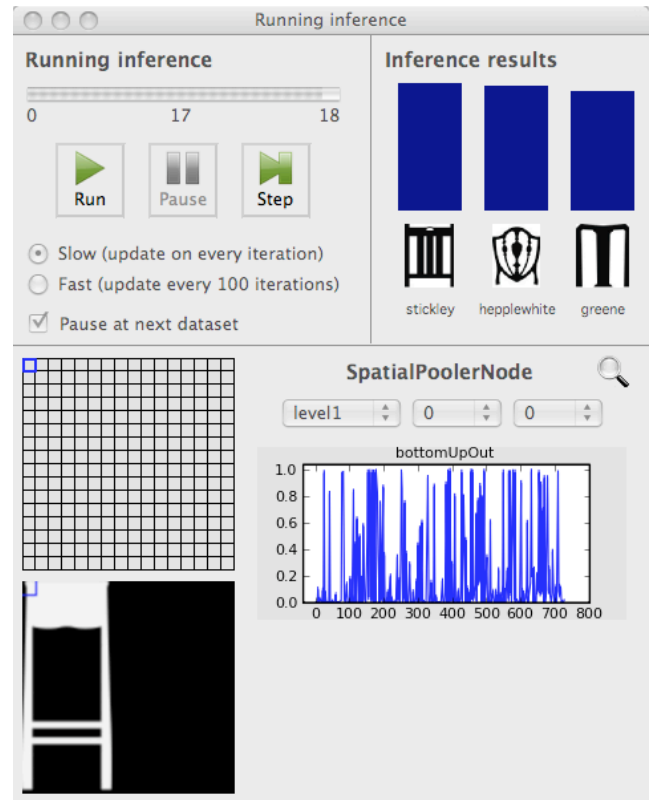 Running inference
Running inference
0 17 18
Run Pause Step
Slow (update on every iteration)
Fast (update every 100 iterations)
Pause at next dataset
Inference results
stickley hepplewhite greene
SpatialPoolerNode
level1 0 0
bottomUpOut
1.0
0.8
0.6
0.4
0.2
0.0
0 100 200 300 400 500 600 700 800